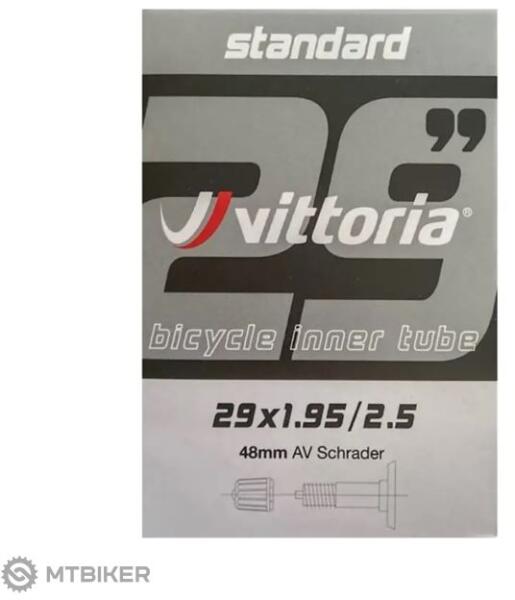 standard
29”
vittoria®
bicycle inner tube
29x1.95/2.5
48mm AV Schrader
MTBIKER